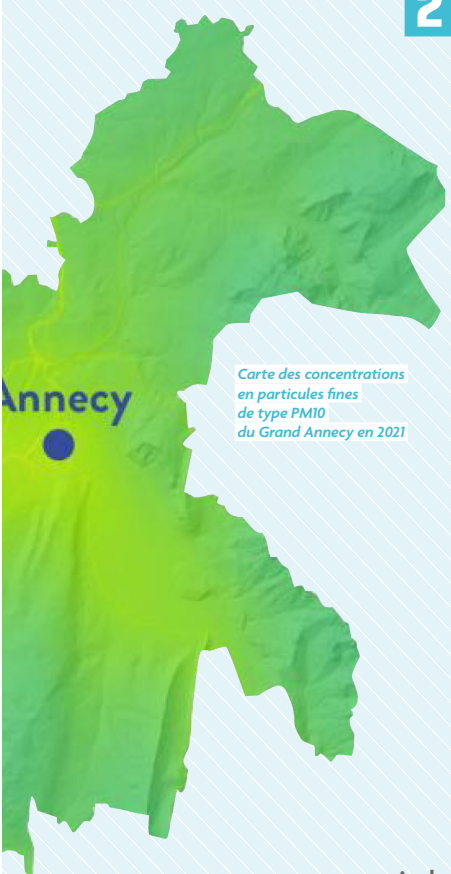 2
Annecy
Carte des concentrations
en particules fines
de type PM10
du Grand Annecy en 2021